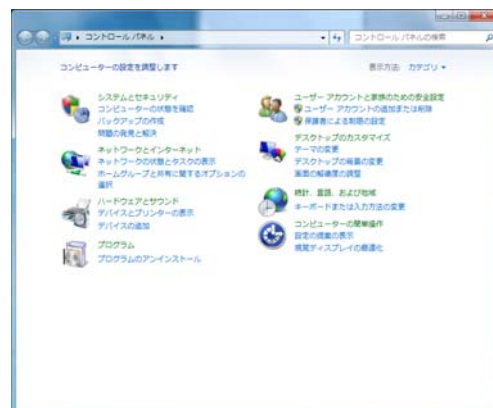 コントロール パネル
コントロール パネルの検索
コンピューターの設定を調整します
表示方法: カテゴリ
システムとセキュリティ
コンピューターの状態を確認
バックアップの作成
問題の発見と解決
ネットワークとインターネット
ネットワークの状態とタスクの表示
ホームグループと共有に関するオプションの
選択
ハードウェアとサウンド
デバイスとプリンターの表示
デバイスの追加
プログラム
プログラムのアンインストール
ユーザー アカウントと家族のための安全設定
ユーザー アカウントの追加または削除
保護者による制限の設定
デスクトップのカスタマイズ
テーマの変更
デスクトップの背景の変更
画面の解像度の調整
時計、言語、および地域
キーボードまたは入力方法の変更
コンピューターの簡単操作
設定の提案の表示
視覚ディスプレイの最適化